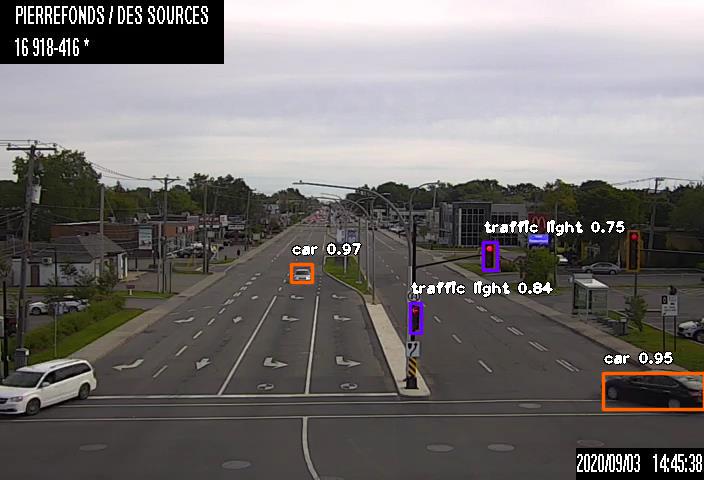 PIERREFONDS / DES SOURCES
16 918-416 *
traffic light 0.75
car 0.97
traffic light 0.84
car 0.95
2020/09/03 14:45:38